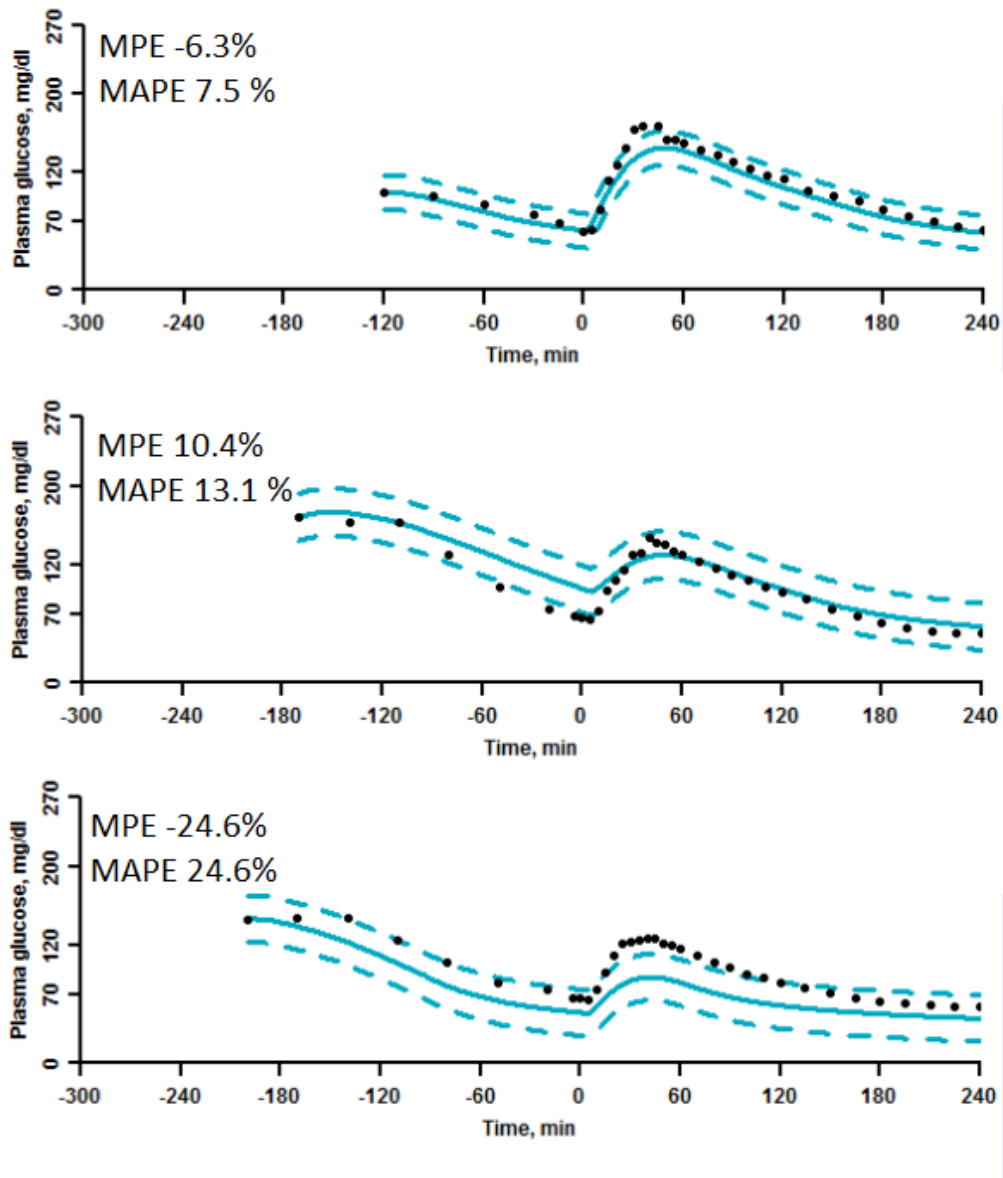 MPE -6.3%
MAPE 7.5 %
Plasma glucose, mg/dl
270
200
120
70
0
-300 -240 -180 -120 -60 0 60 120 180 240
Time, min
MPE 10.4%
MAPE 13.1 %
Plasma glucose, mg/dl
270
200
120
70
0
-300 -240 -180 -120 -60 0 60 120 180 240
Time, min
MPE -24.6%
MAPE 24.6%
Plasma glucose, mg/dl
270
200
120
70
0
-300 -240 -180 -120 -60 0 60 120 180 240
Time, min